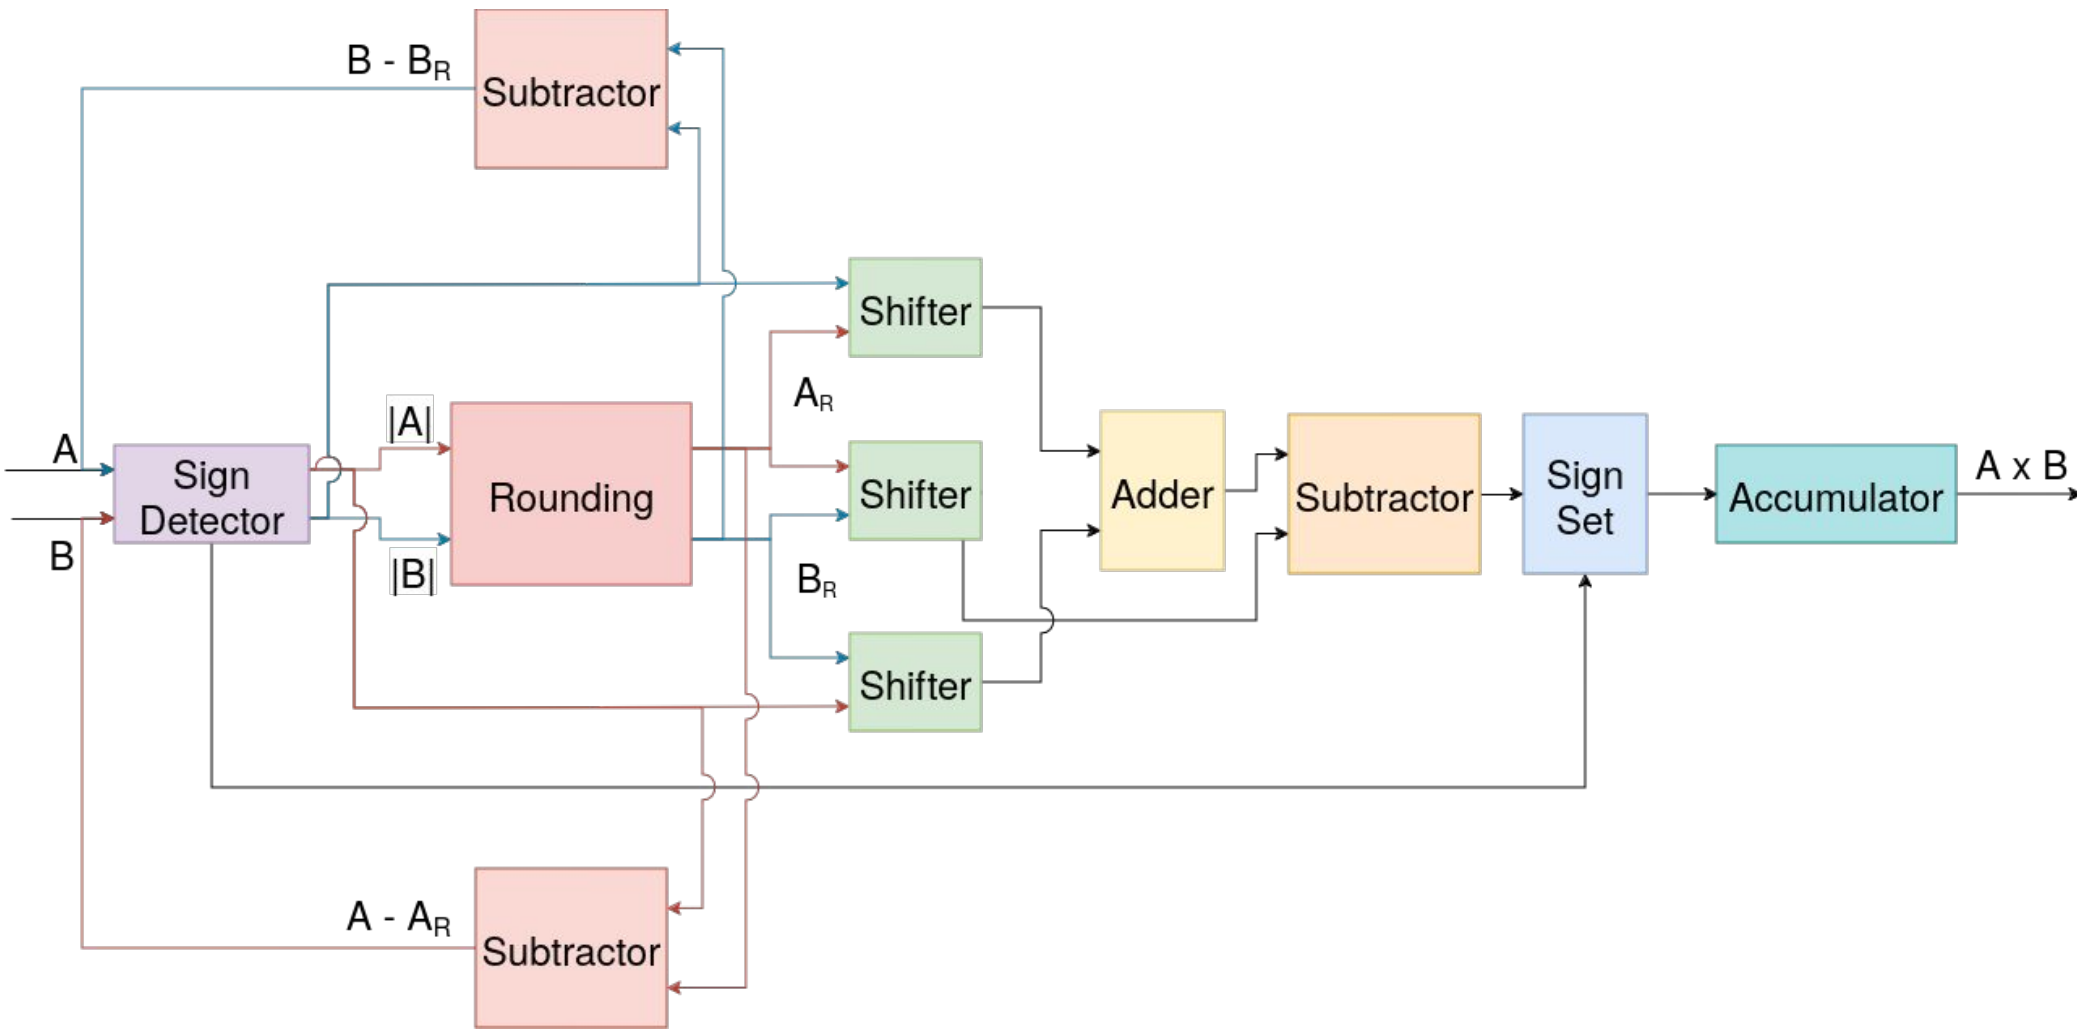 B - BR
Subtractor
Shifter
AR
|A|
A
Sign
Detector
Rounding
Shifter
Adder
Subtractor
Sign
Set
Accumulator
A x B
B
|B|
BR
Shifter
A - AR
Subtractor